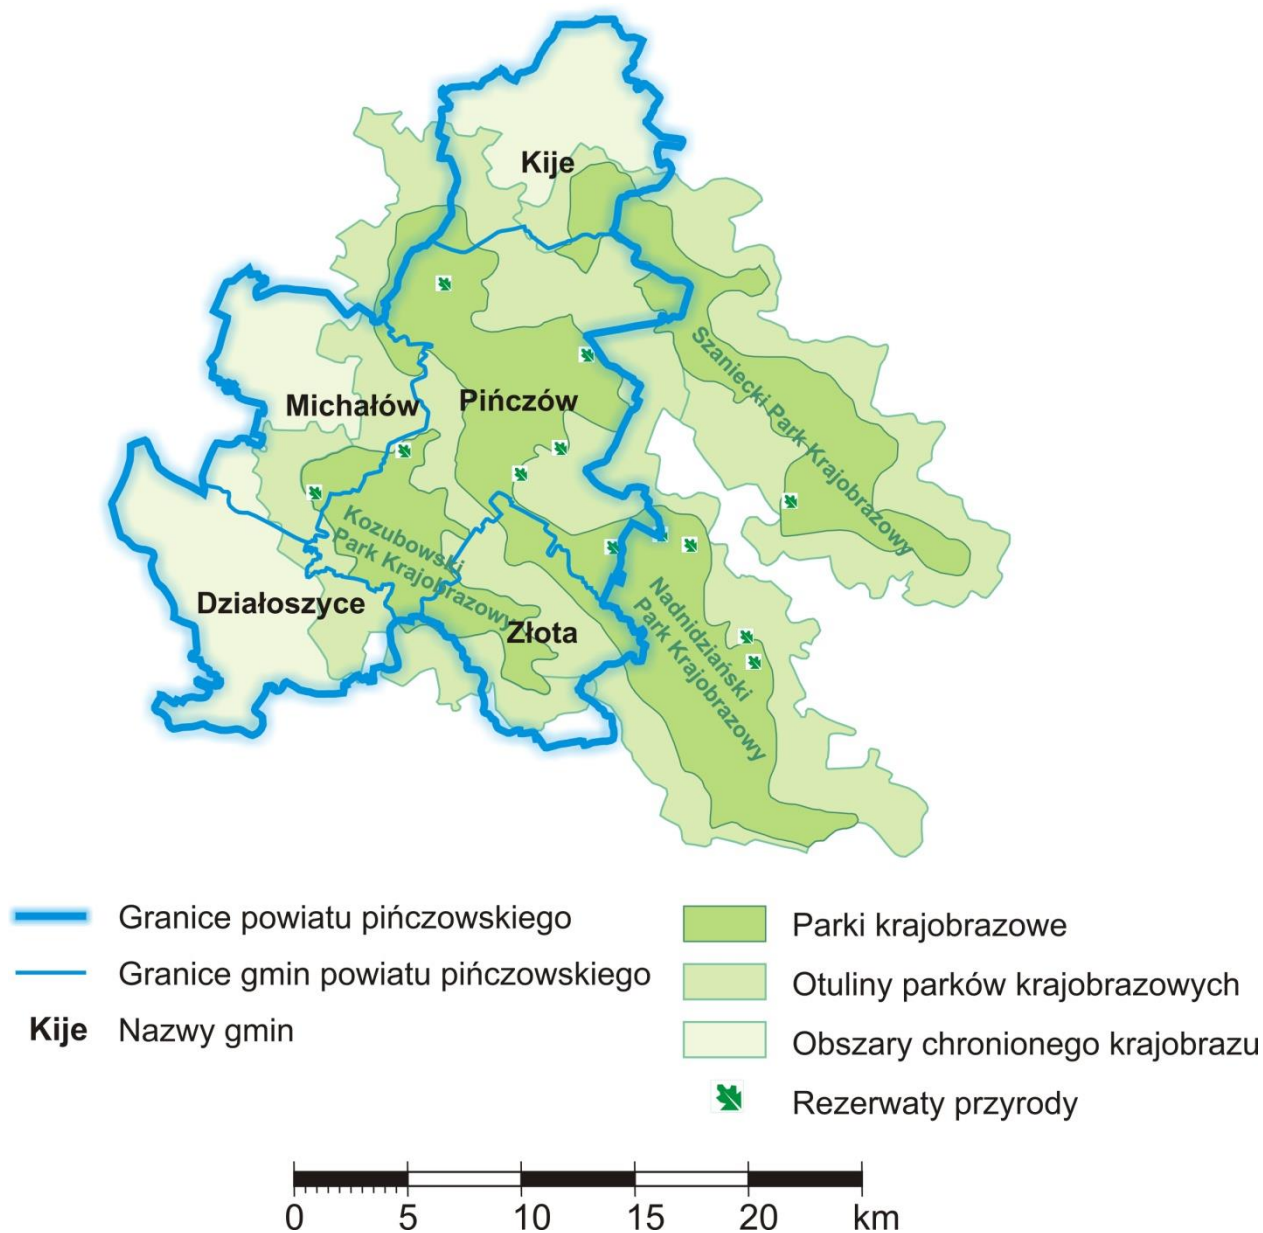 Kije
Michałów
Pińczów
Szaniecki Park Krajobrazowy
Kozubowski
Park Krajobrazowy
Działoszyce
Złota
Nadnidziański
Park Krajobrazowy
Granice powiatu pińczowskiego
Granice gmin powiatu pińczowskiego
Kije Nazwy gmin
Parki krajobrazowe
Otuliny parków krajobrazowych
Obszary chronionego krajobrazu
Rezerwaty przyrody
0 5 10 15 20 km